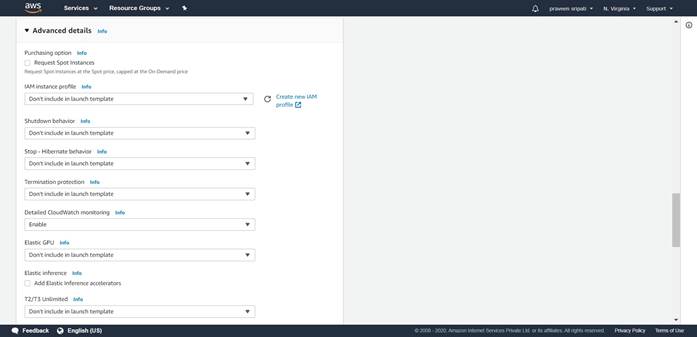 aws Services Resource Groups praveen sripati N. Virginia Support
Advanced details Info
Purchasing option Info
Request Spot Instances
Request Spot Instances at the Spot price, capped at the On-Demand price
IAM instance profile Info
Don't include in launch template Create new IAM
profile
Shutdown behavior Info
Don't include in launch template
Stop - Hibernate behavior Info
Don't include in launch template
Termination protection Info
Don't include in launch template
Detailed CloudWatch monitoring Info
Enable
Elastic GPU Info
Don't include in launch template
Elastic inference Info
Add Elastic Inference accelerators
T2/T3 Unlimited Info
Don't include in launch template
Feedback English (US) © 2008 - 2020, Amazon Internet Services Private Ltd. or its affiliates. All rights reserved. Privacy Policy Terms of Use